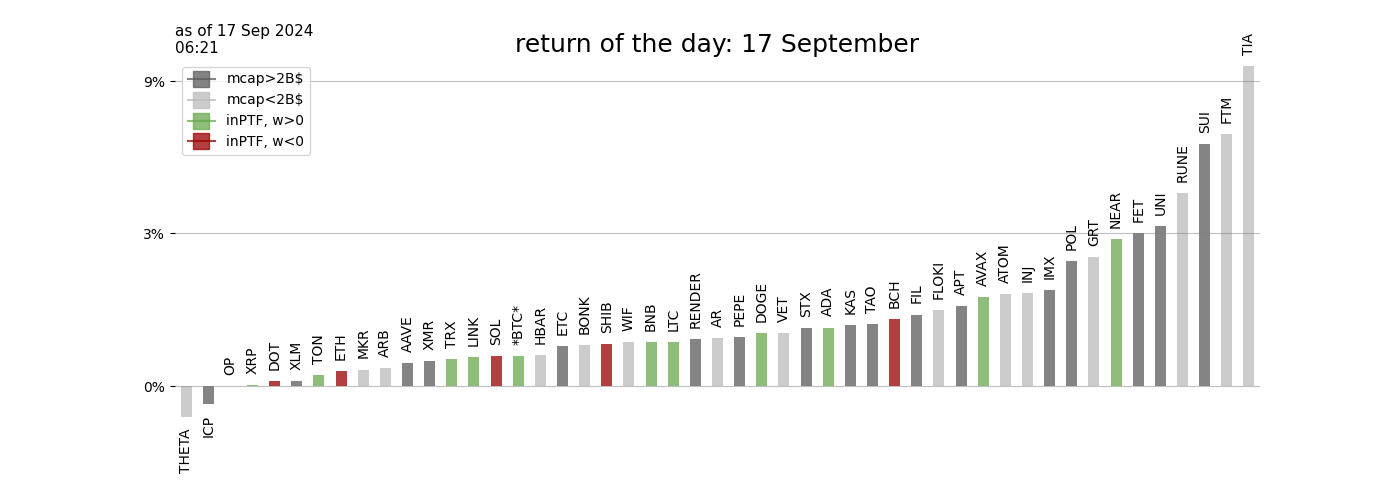 as of 17 Sep 2024
06:21
return of the day: 17 September
mcap>2B$
mcap<2B$
inPTF, w>0
inPTF, w<0
9%
3%
0%
THETA
ICP
OP
XRP
DOT
XLM
TON
ETH
MKR
ARB
AAVE
XMR
TRX
LINK
SOL
*BTC*
HBAR
ETC
BONK
SHIB
WIF
BNB
LTC
RENDER
AR
PEPE
DOGE
VET
STX
ADA
KAS
TAO
BCH
FIL
FLOKI
APT
AVAX
ATOM
INJ
IMX
POL
GRT
NEAR
FET
UNI
RUNE
SUI
FTM
TIA